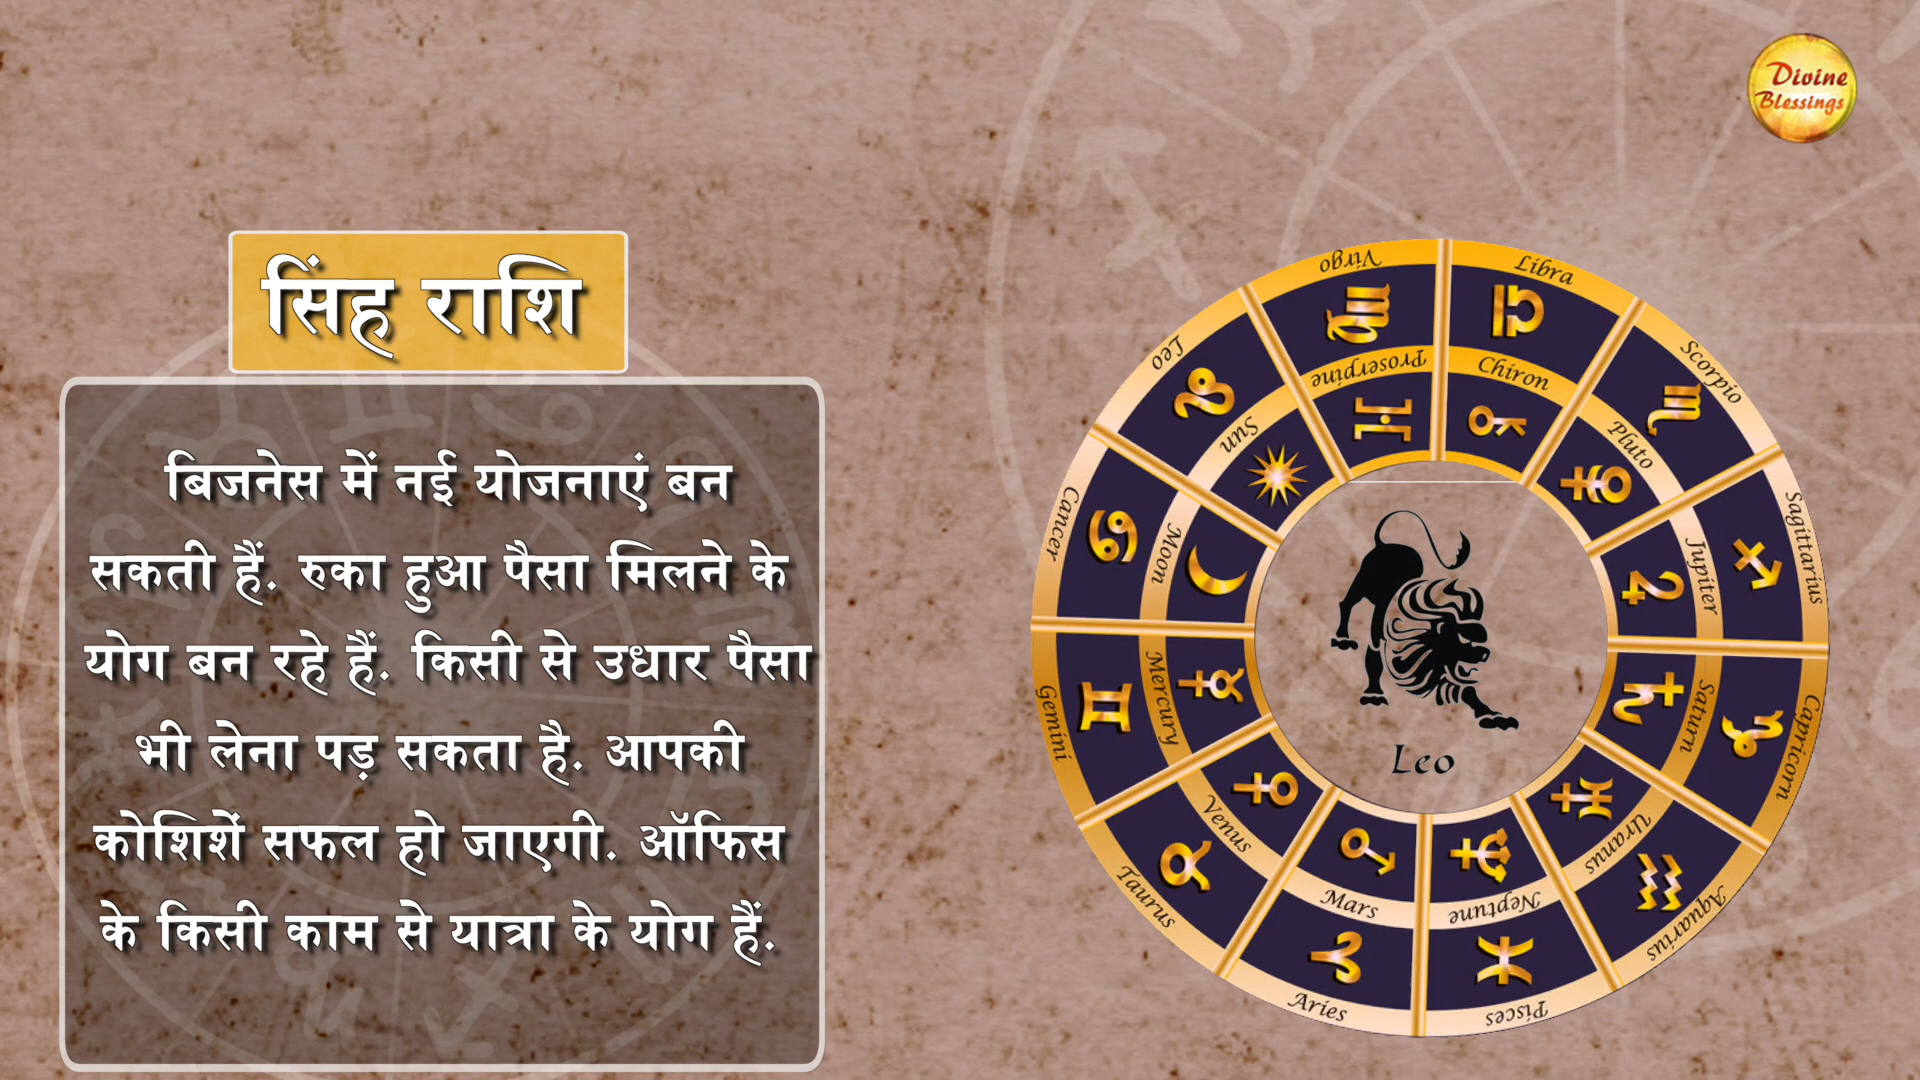 Divine
Blessings
सिंह राशि
बिजनेस में नई योजनाएं बन
सकती हैं. रुका हुआ पैसा मिलने के
योग बन रहे हैं. किसी से उधार पैसा
भी लेना पड़ सकता है. आपकी
कोशिशें सफल हो जाएगी. ऑफिस
के किसी काम से यात्रा के योग हैं.
Virgo
Libra
Scorpio
Sagittarius
Capricorn
Aquarius
Pisces
Aries
Taurus
Gemini
Cancer
Leo
Proserpine
Chiron
Pluto
Jupiter
Saturn
Uranus
Neptune
Mars
Venus
Mercury
Moon
Sun
Leo